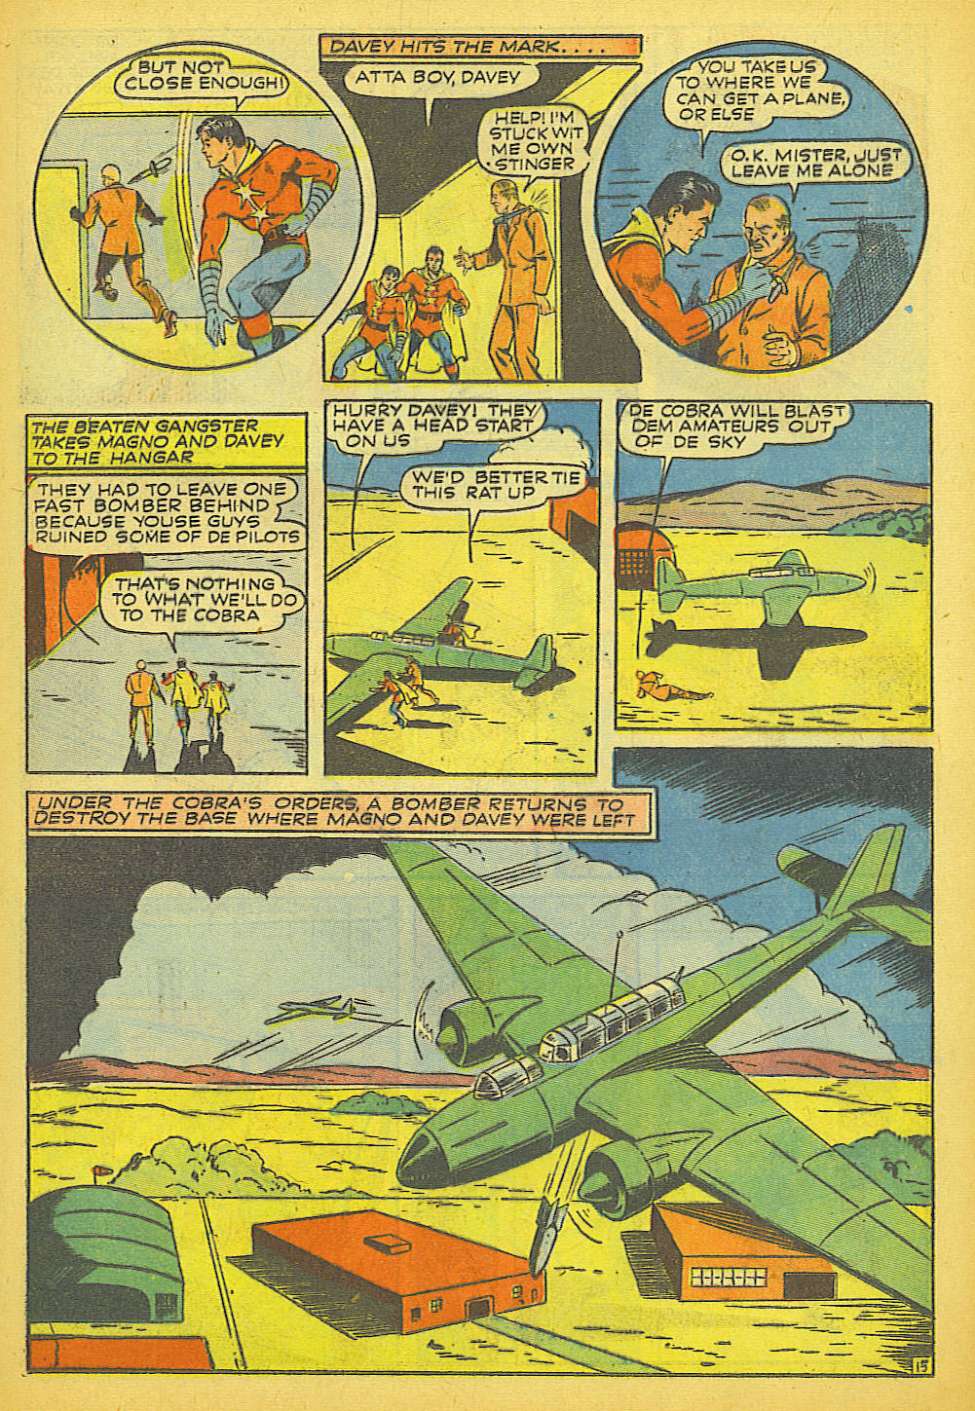 BUT NOT
CLOSE ENOUGH!
DAVEY HITS THE MARK....
ATTA BOY, DAVEY
HELP! I'M
STUCK WIT
ME OWN
STINGER
YOU TAKE US
TO WHERE WE
CAN GET A PLANE,
OR ELSE
O.K. MISTER, JUST
LEAVE ME ALONE
THE BEATEN GANGSTER
TAKES MAGNO AND DAVEY
TO THE HANGAR
THEY HAD TO LEAVE ONE
FAST BOMBER BEHIND
BECAUSE YOUSE GUYS
RUINED SOME OF DE PILOTS
THAT'S NOTHING
TO WHAT WE'LL DO
TO THE COBRA
HURRY DAVEY! THEY
HAVE A HEAD START
ON US
WE'D BETTER TIE
THIS RAT UP
DE COBRA WILL BLAST
DEM AMATEURS OUT
OF DE SKY
UNDER THE COBRA'S ORDERS, A BOMBER RETURNS TO
DESTROY THE BASE WHERE MAGNO AND DAVEY WERE LEFT
15